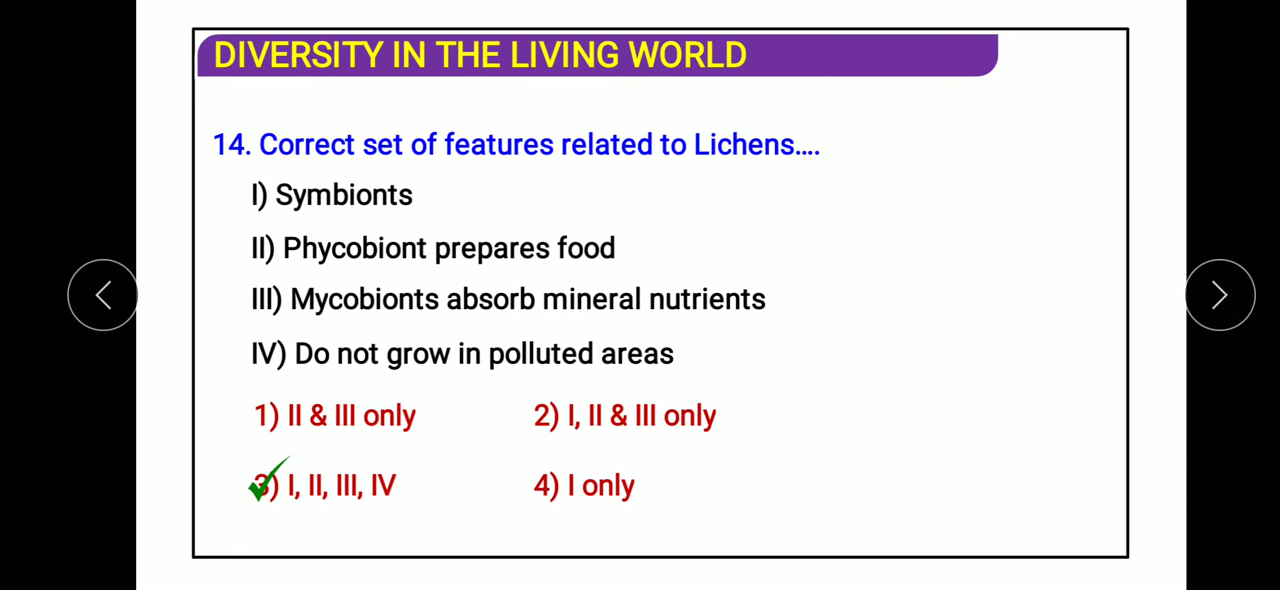 DIVERSITY IN THE LIVING WORLD
14. Correct set of features related to Lichens....
I) Symbionts
II) Phycobiont prepares food
III) Mycobionts absorb mineral nutrients
IV) Do not grow in polluted areas
1) II & III only 2) I, II & III only
3) I, II, III, IV 4) I only